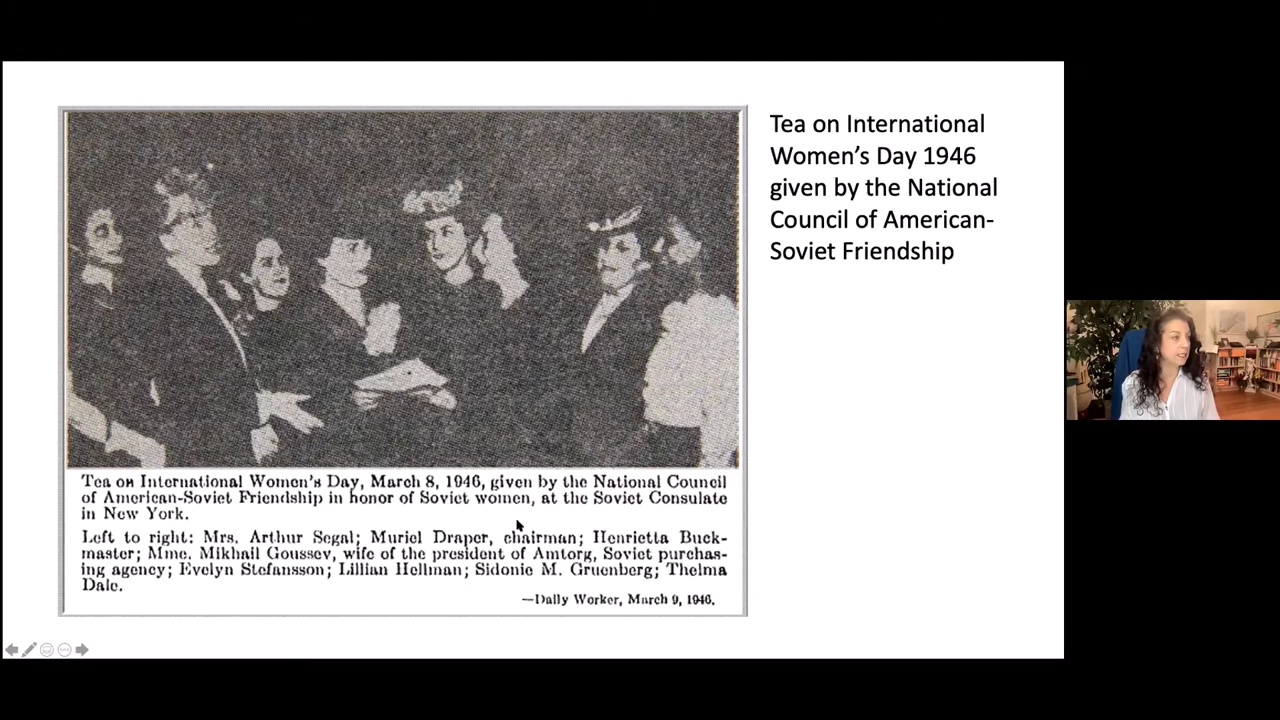 Tea on International
Women's Day 1946
given by the National
Council of American-
Soviet Friendship
Tea on International Women's Day, March 8, 1946, given by the National Council
of American-Soviet Friendship in honor of Soviet women, at the Soviet Consulate
in New York.
Left to right: Mrs. Arthur Segal; Muriel Draper, chairman; Henrietta Buck-
master; Mme. Mikhail Goussev, wife of the president of Amtorg, Soviet purchas-
ing agency; Evelyn Stefansson; Lillian Hellman; Sidonie M. Gruenberg; Thelma
Dale.
—Daily Worker, March 9, 1946.